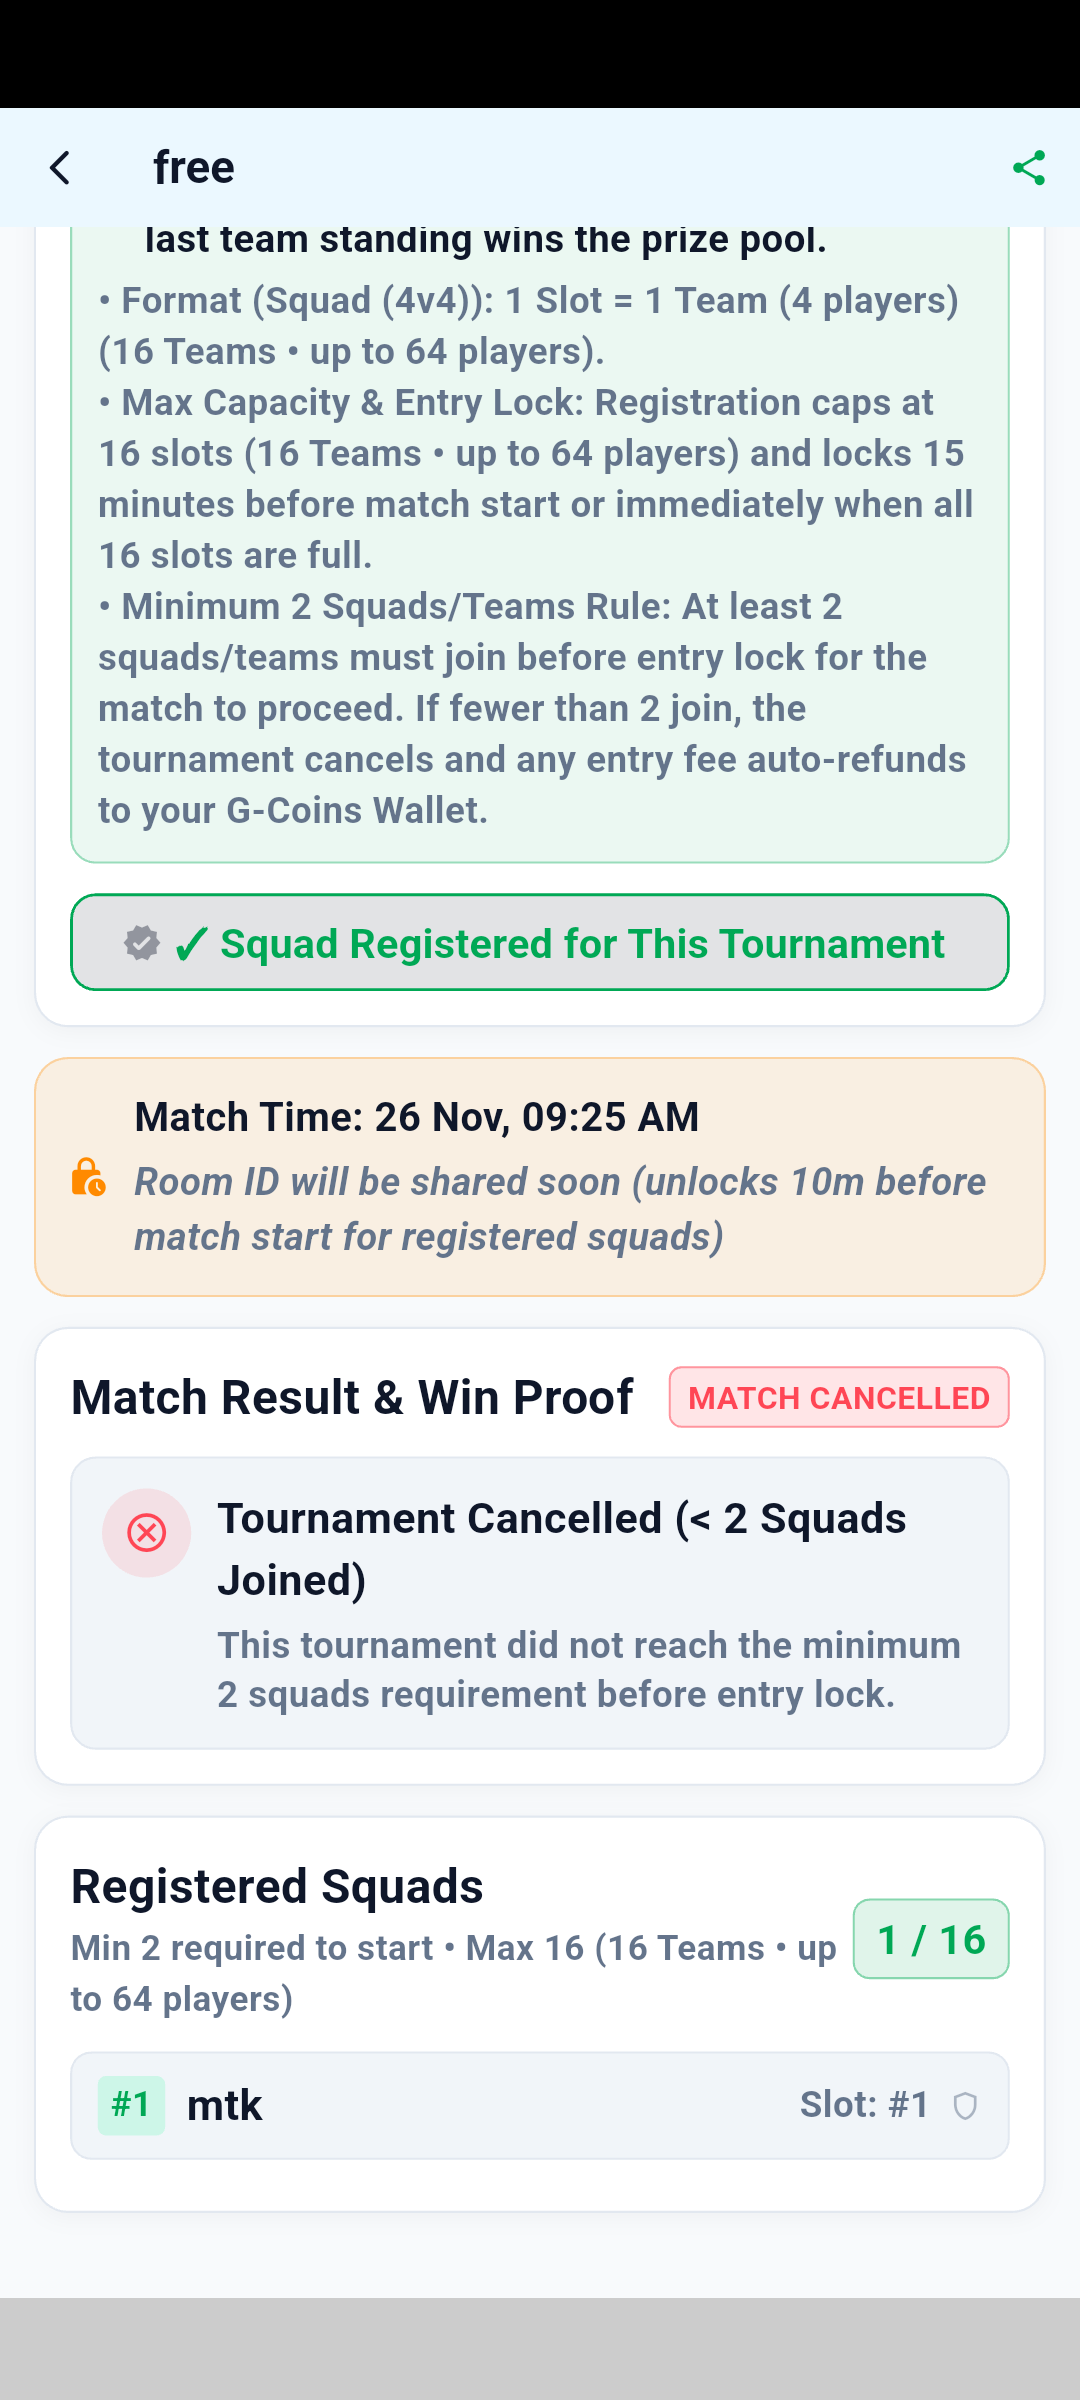 free
last team standing wins the prize pool.
• Format (Squad (4v4)): 1 Slot = 1 Team (4 players)
(16 Teams • up to 64 players).
• Max Capacity & Entry Lock: Registration caps at
16 slots (16 Teams • up to 64 players) and locks 15
minutes before match start or immediately when all
16 slots are full.
• Minimum 2 Squads/Teams Rule: At least 2
squads/teams must join before entry lock for the
match to proceed. If fewer than 2 join, the
tournament cancels and any entry fee auto-refunds
to your G-Coins Wallet.
✓ Squad Registered for This Tournament
Match Time: 26 Nov, 09:25 AM
Room ID will be shared soon (unlocks 10m before
match start for registered squads)
Match Result & Win Proof
MATCH CANCELLED
Tournament Cancelled (< 2 Squads
Joined)
This tournament did not reach the minimum
2 squads requirement before entry lock.
Registered Squads
Min 2 required to start • Max 16 (16 Teams • up
to 64 players)
1 / 16
#1 mtk Slot: #1